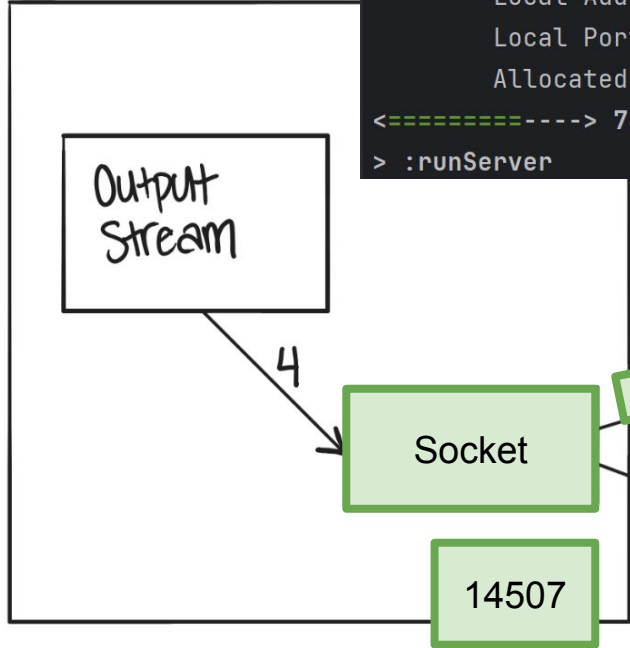 Local Por
Allocated
<=========----> 7
> :runServer
Output
Stream
4
Socket
14507